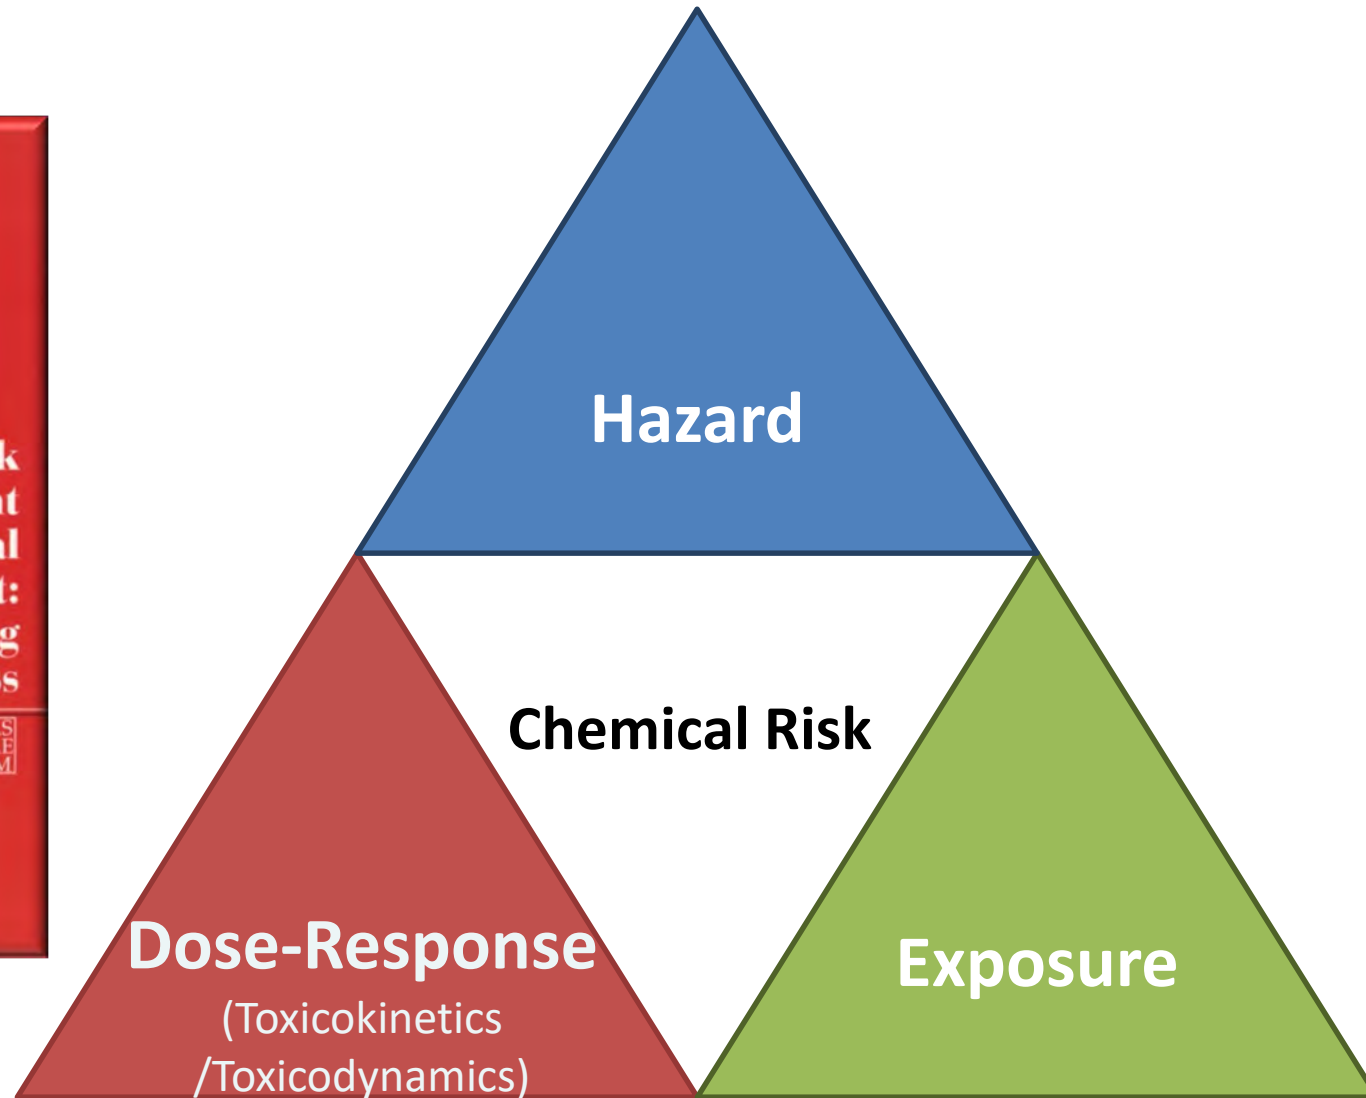 Hazard
Chemical Risk
Dose-Response
(Toxicokinetics
/Toxicodynamics)
Exposure